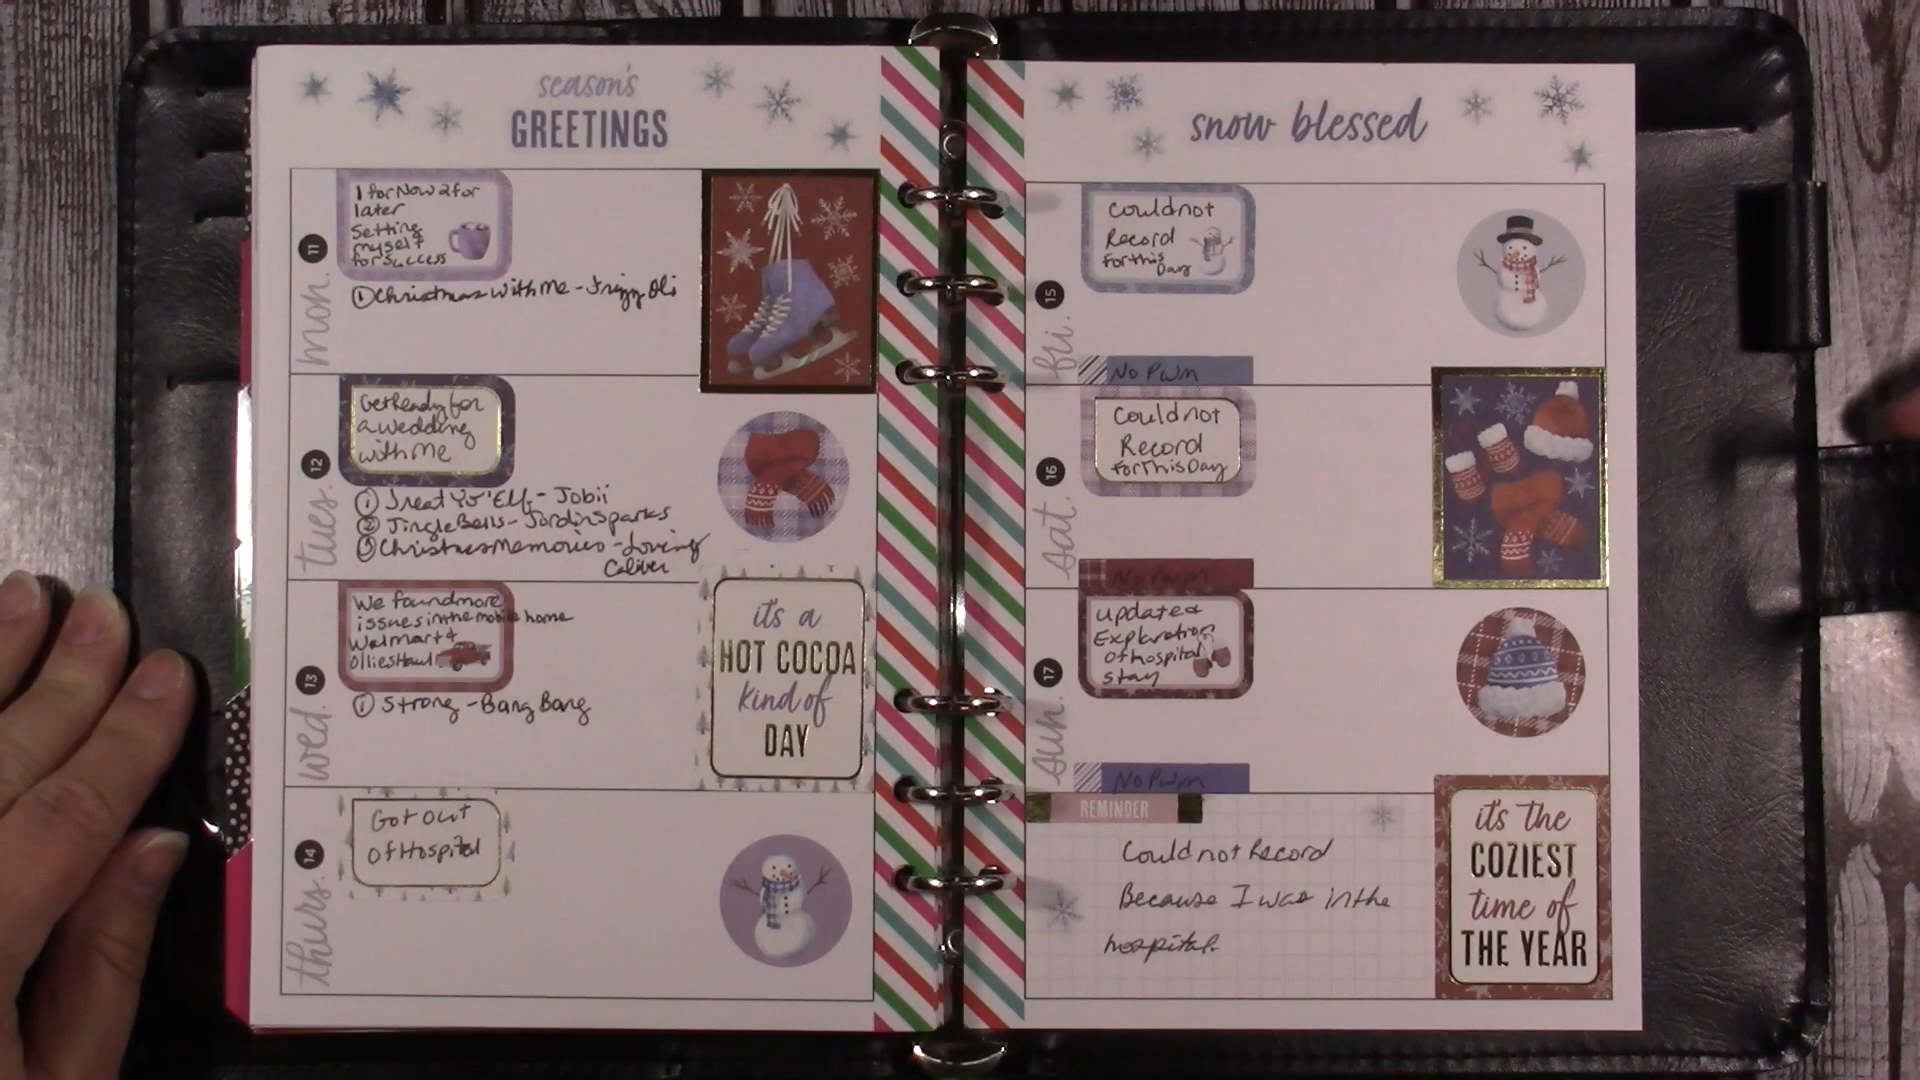 season's
GREETINGS
mon.
11
1 for Now 2 for
later
Setting
myself
for Success
① Christmas with Me -
tues.
12
Get Ready for
a wedding
with Me
① Treat Yo' Elf - Jobii
② Jingle Bells - Jordin Sparks
③ Christmas Memories - Loving
Caliber
wed.
13
We found more
issues in the mobile home
Walmart &
Ollies Haul
① Strong - Bang Bang
it's a
HOT COCOA
kind of
DAY
thurs.
14
Got out
Of Hospital
snow blessed
fri.
15
Could not
Record
for this
Day
No Pwm
sat.
16
Could not
Record
For This Day
No Pwm
sun.
17
updated
Explanation
of hospital
stay
No Pwm
REMINDER
Could not Record
Because I was in the
hospital.
it's the
COZIEST
time of
THE YEAR